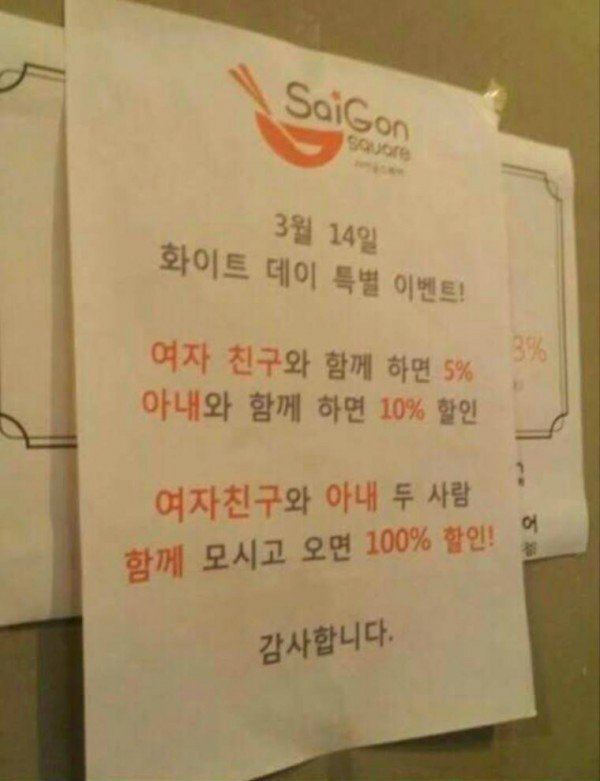 SaiGon
Square
3월 14일
화이트 데이 특별 이벤트!
여자 친구와 함께 하면 5%
아내와 함께 하면 10% 할인
여자친구와 아내 두 사람
함께 모시고 오면 100% 할인!
감사합니다.
3%
어